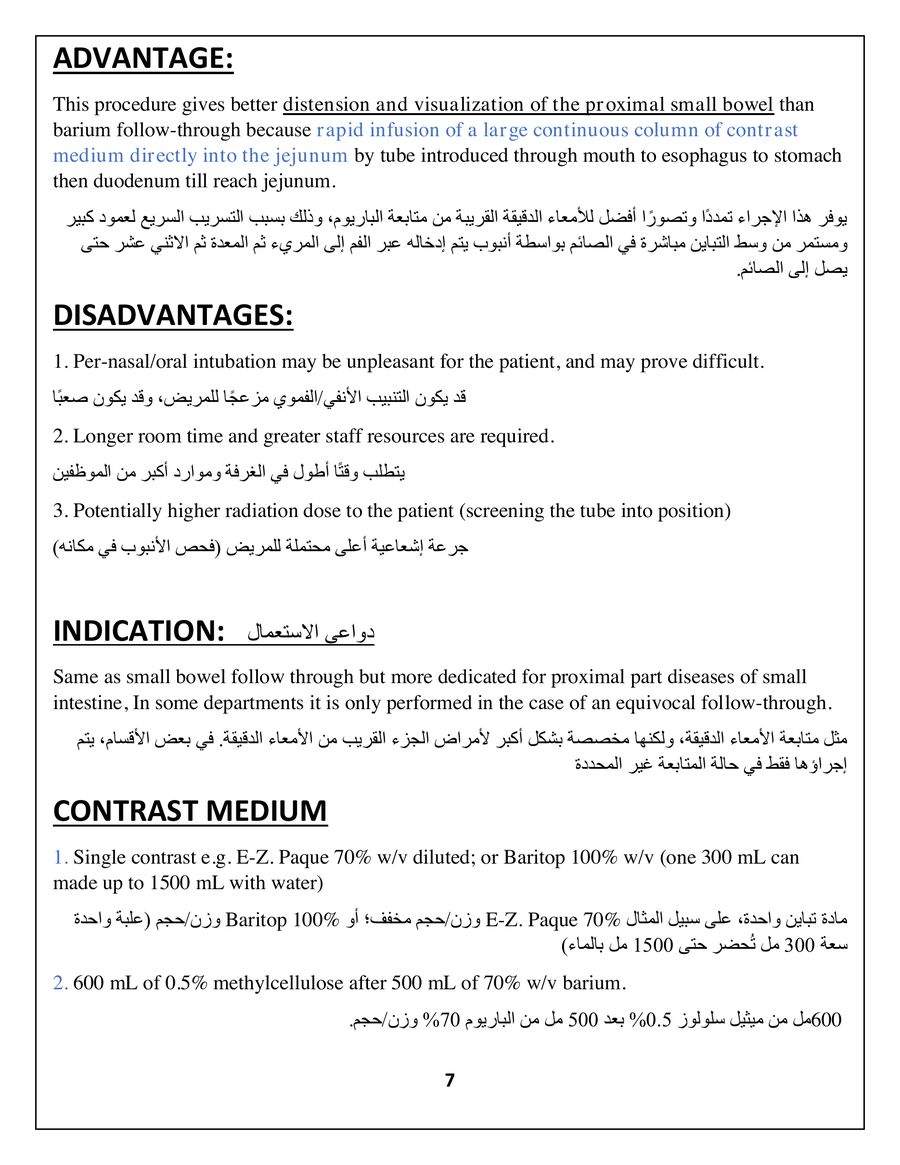 ADVANTAGE:
This procedure gives better distension and visualization of the proximal small bowel than
barium follow-through because rapid infusion of a large continuous column of contrast
medium directly into the jejunum by tube introduced through mouth to esophagus to stomach
then duodenum till reach jejunum.
يوفر هذا الإجراء تمددًا وتصورًا أفضل للأمعاء الدقيقة القريبة من متابعة الباريوم، وذلك بسبب التسريب السريع لعمود كبير
ومستمر من وسط التباين مباشرة في الصائم بواسطة أنبوب يتم إدخاله عبر الفم إلى المريء ثم المعدة ثم الاثني عشر حتى
يصل إلى الصائم.
DISADVANTAGES:
1. Per-nasal/oral intubation may be unpleasant for the patient, and may prove difficult.
قد يكون التنبيب الأنفي/الفموي مزعجًا للمريض، وقد يكون صعبًا
2. Longer room time and greater staff resources are required.
يتطلب وقتًا أطول في الغرفة وموارد أكبر من الموظفين
3. Potentially higher radiation dose to the patient (screening the tube into position)
جرعة إشعاعية أعلى محتملة للمريض (فحص الأنبوب في مكانه)
INDICATION: دواعى الاستعمال
Same as small bowel follow through but more dedicated for proximal part diseases of small
intestine, In some departments it is only performed in the case of an equivocal follow-through.
مثل متابعة الأمعاء الدقيقة، ولكنها مخصصة بشكل أكبر لأمراض الجزء القريب من الأمعاء الدقيقة. في بعض الأقسام، يتم
إجراؤها فقط في حالة المتابعة غير المحددة
CONTRAST MEDIUM
1. Single contrast e.g. E-Z. Paque 70% w/v diluted; or Baritop 100% w/v (one 300 mL can
made up to 1500 mL with water)
مادة تباين واحدة، على سبيل المثال E-Z. Paque 70% وزن/حجم مخفف؛ أو Baritop 100% وزن/حجم (علبة واحدة
سعة 300 مل تُحضر حتى 1500 مل بالماء)
2. 600 mL of 0.5% methylcellulose after 500 mL of 70% w/v barium.
600مل من ميثيل سلولوز 0.5% بعد 500 مل من الباريوم 70% وزن/حجم.
7